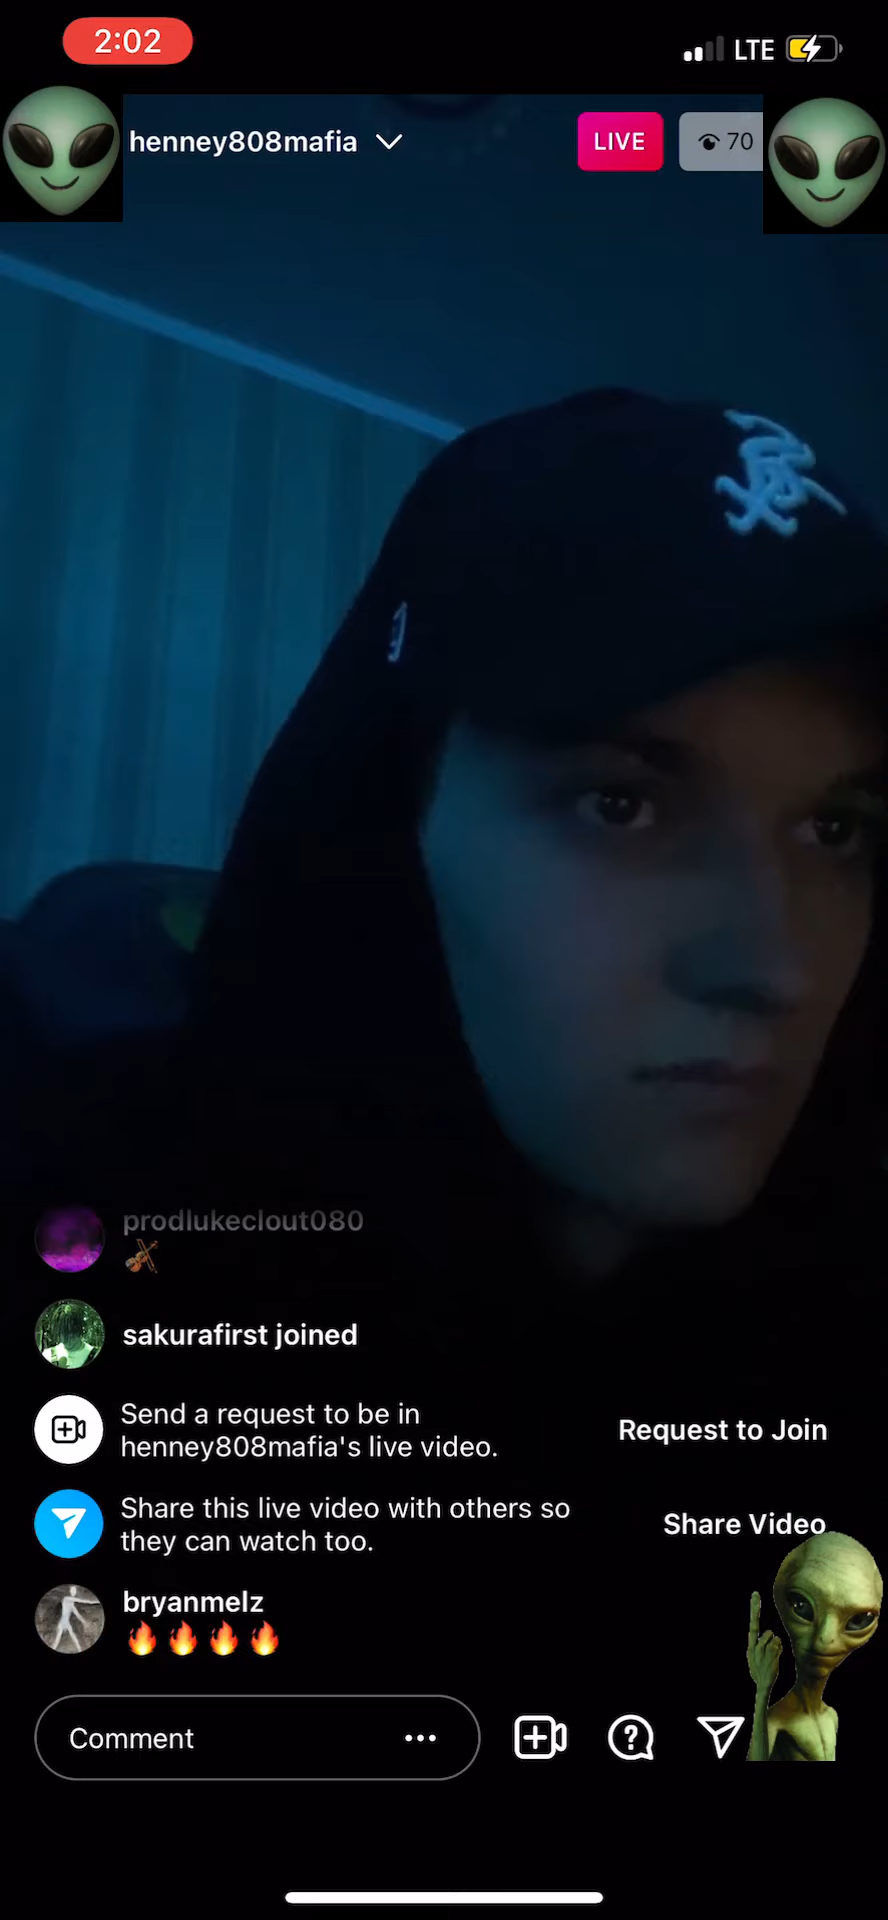 2:02
LTE
henney808mafia
LIVE
70
prodlukeclout080
🎻
sakurafirst joined
Send a request to be in
henney808mafia's live video.
Request to Join
Share this live video with others so
they can watch too.
Share Video
bryanmelz
🔥🔥🔥🔥
Comment